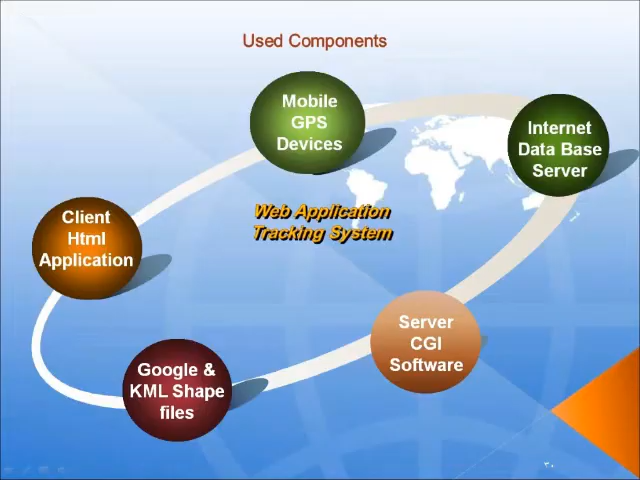 Used Components
Mobile
GPS
Devices
Internet
Data Base
Server
Client
Html
Application
Web Application
Tracking System
Server
CGI
Software
Google &
KML Shape
files